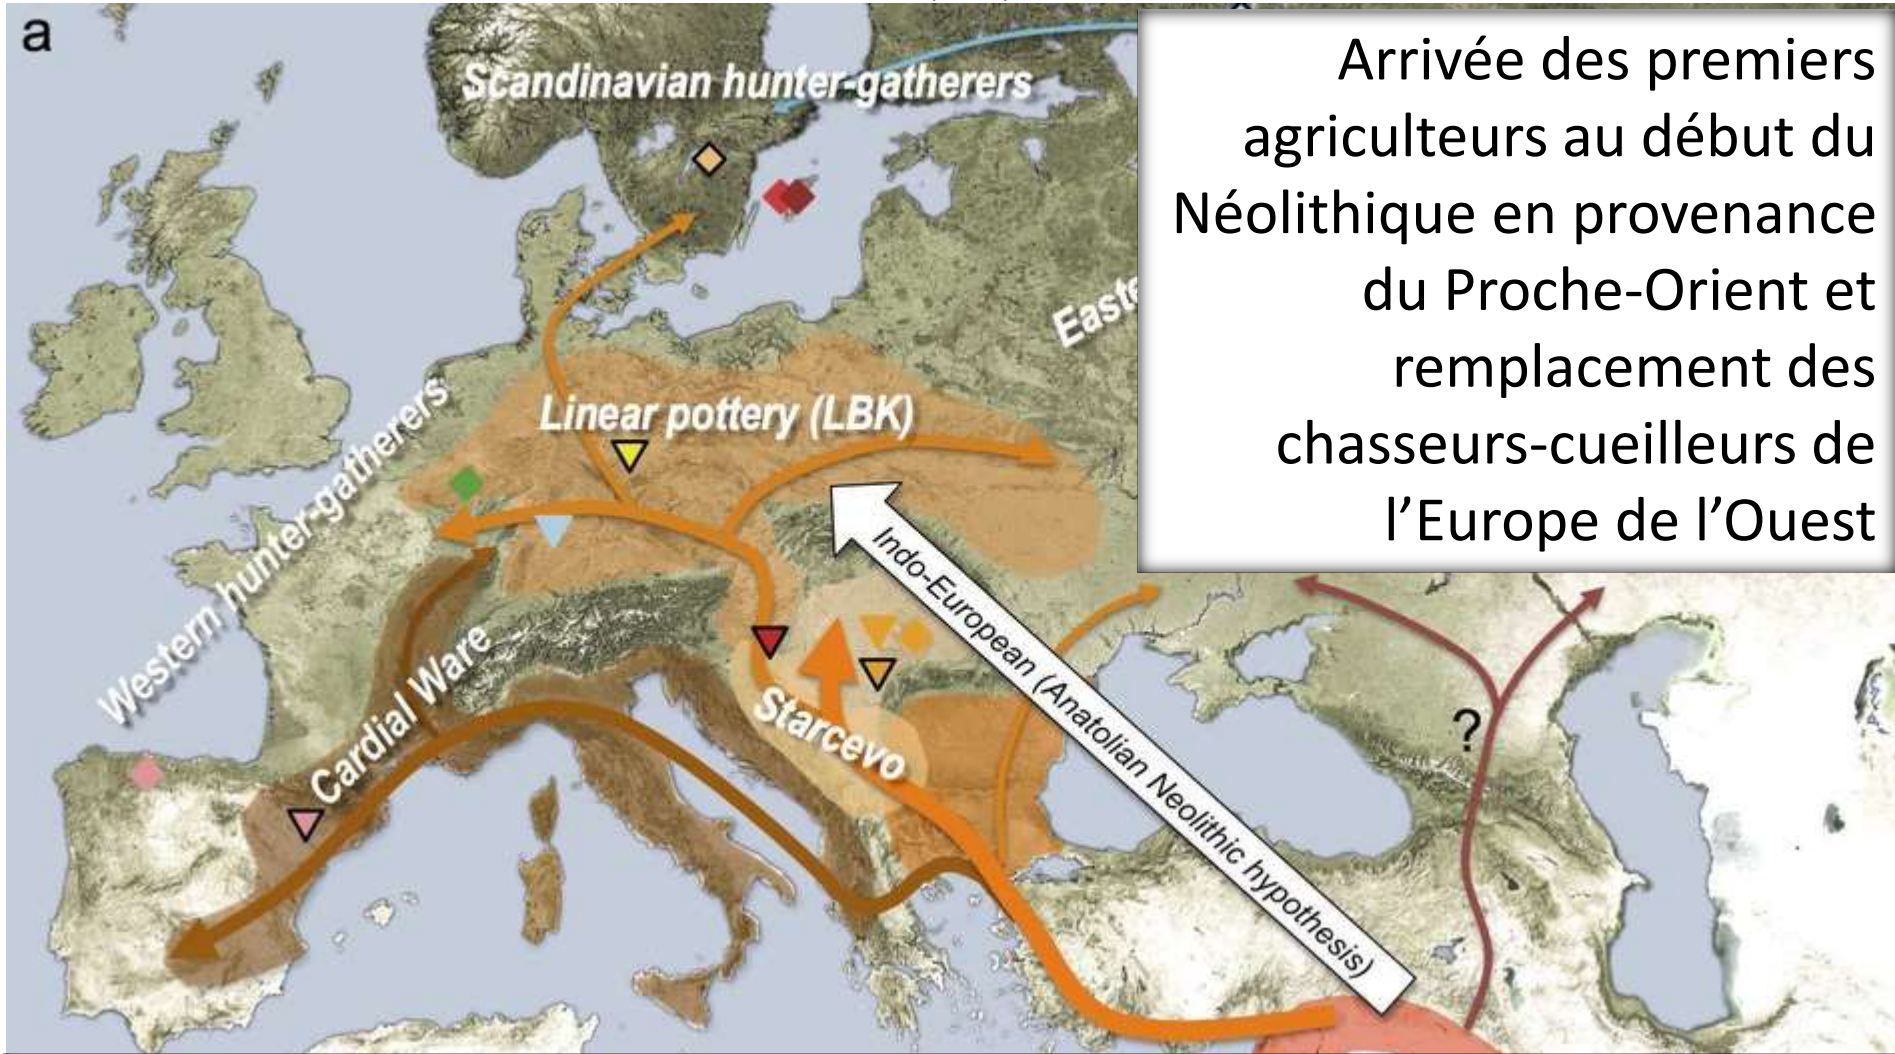 a
Arrivée des premiers
agriculteurs au début du
Néolithique en provenance
du Proche-Orient et
remplacement des
chasseurs-cueilleurs de
l’Europe de l’Ouest
Scandinavian hunter-gatherers
Easte
Linear pottery (LBK)
Western hunter-gatherers
Indo-European (Anatolian Neolithic hypothesis)
Cardial Ware
Starcevo
?